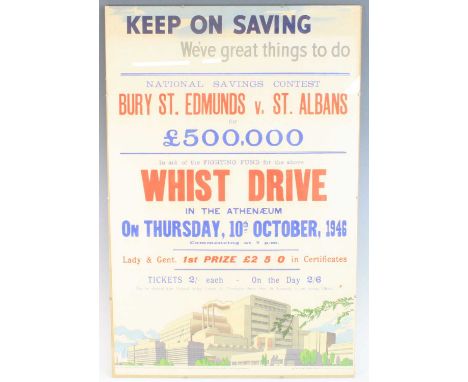 KEEP ON SAVING
We've great things to do
NATIONAL SAVINGS CONTEST
BURY ST. EDMUNDS v. ST. ALBANS
for
£500,000
In aid of the FIGHTING FUND for the above
WHIST DRIVE
IN THE ATHENÆUM
ON THURSDAY, 10th OCTOBER, 1946
Commencing at 7 p.m.
Lady & Gent. 1st PRIZE £2 5 0 in Certificates
TICKETS 2/- each - On the Day 2/6